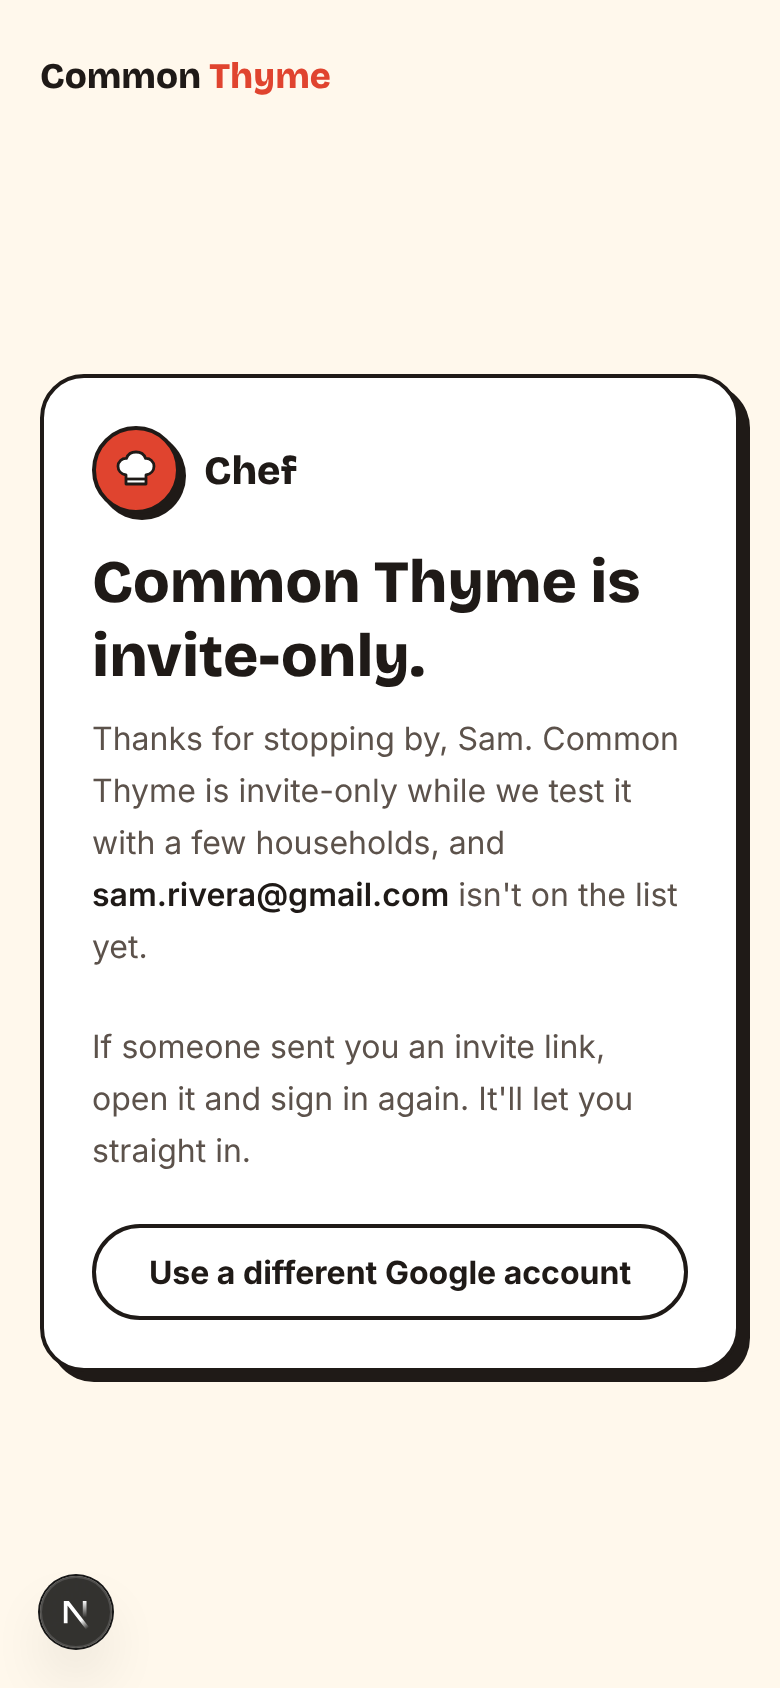 Common Thyme
Chef
Common Thyme is
invite-only.
Thanks for stopping by, Sam. Common
Thyme is invite-only while we test it
with a few households, and
sam.rivera@gmail.com isn't on the list
yet.
If someone sent you an invite link,
open it and sign in again. It'll let you
straight in.
Use a different Google account
N